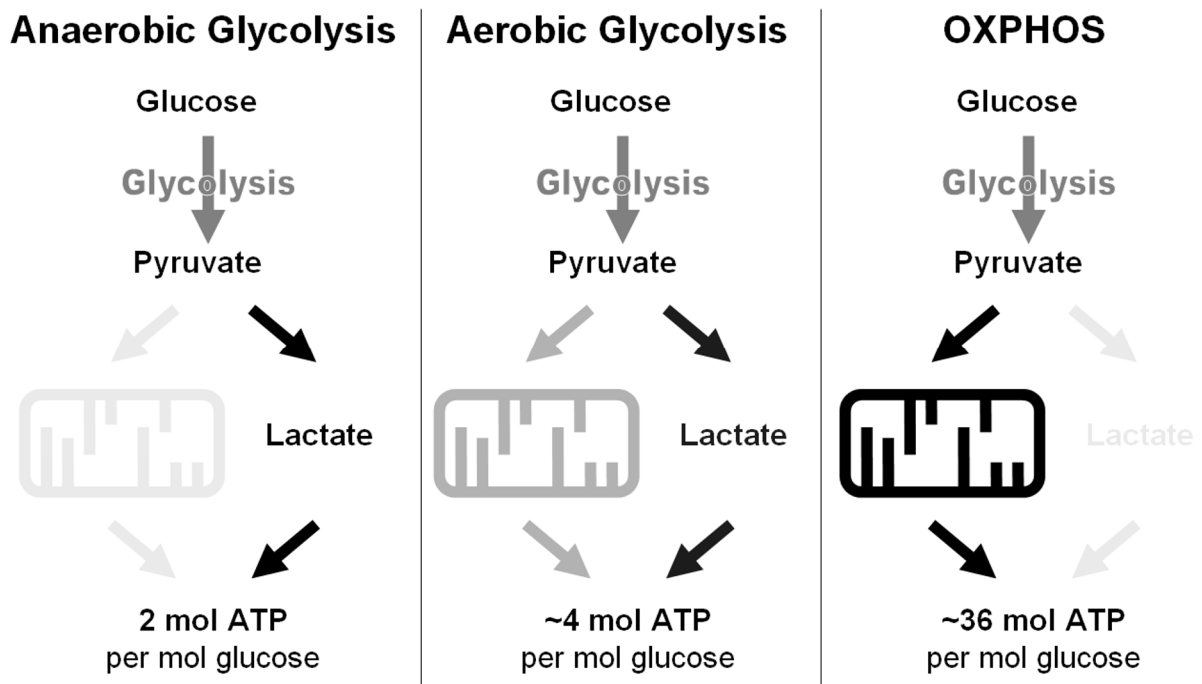 Anaerobic Glycolysis
Glucose
Glycolysis
Pyruvate
Lactate
2 mol ATP
per mol glucose
Aerobic Glycolysis
Glucose
Glycolysis
Pyruvate
Lactate
~4 mol ATP
per mol glucose
OXPHOS
Glucose
Glycolysis
Pyruvate
Lactate
~36 mol ATP
per mol glucose